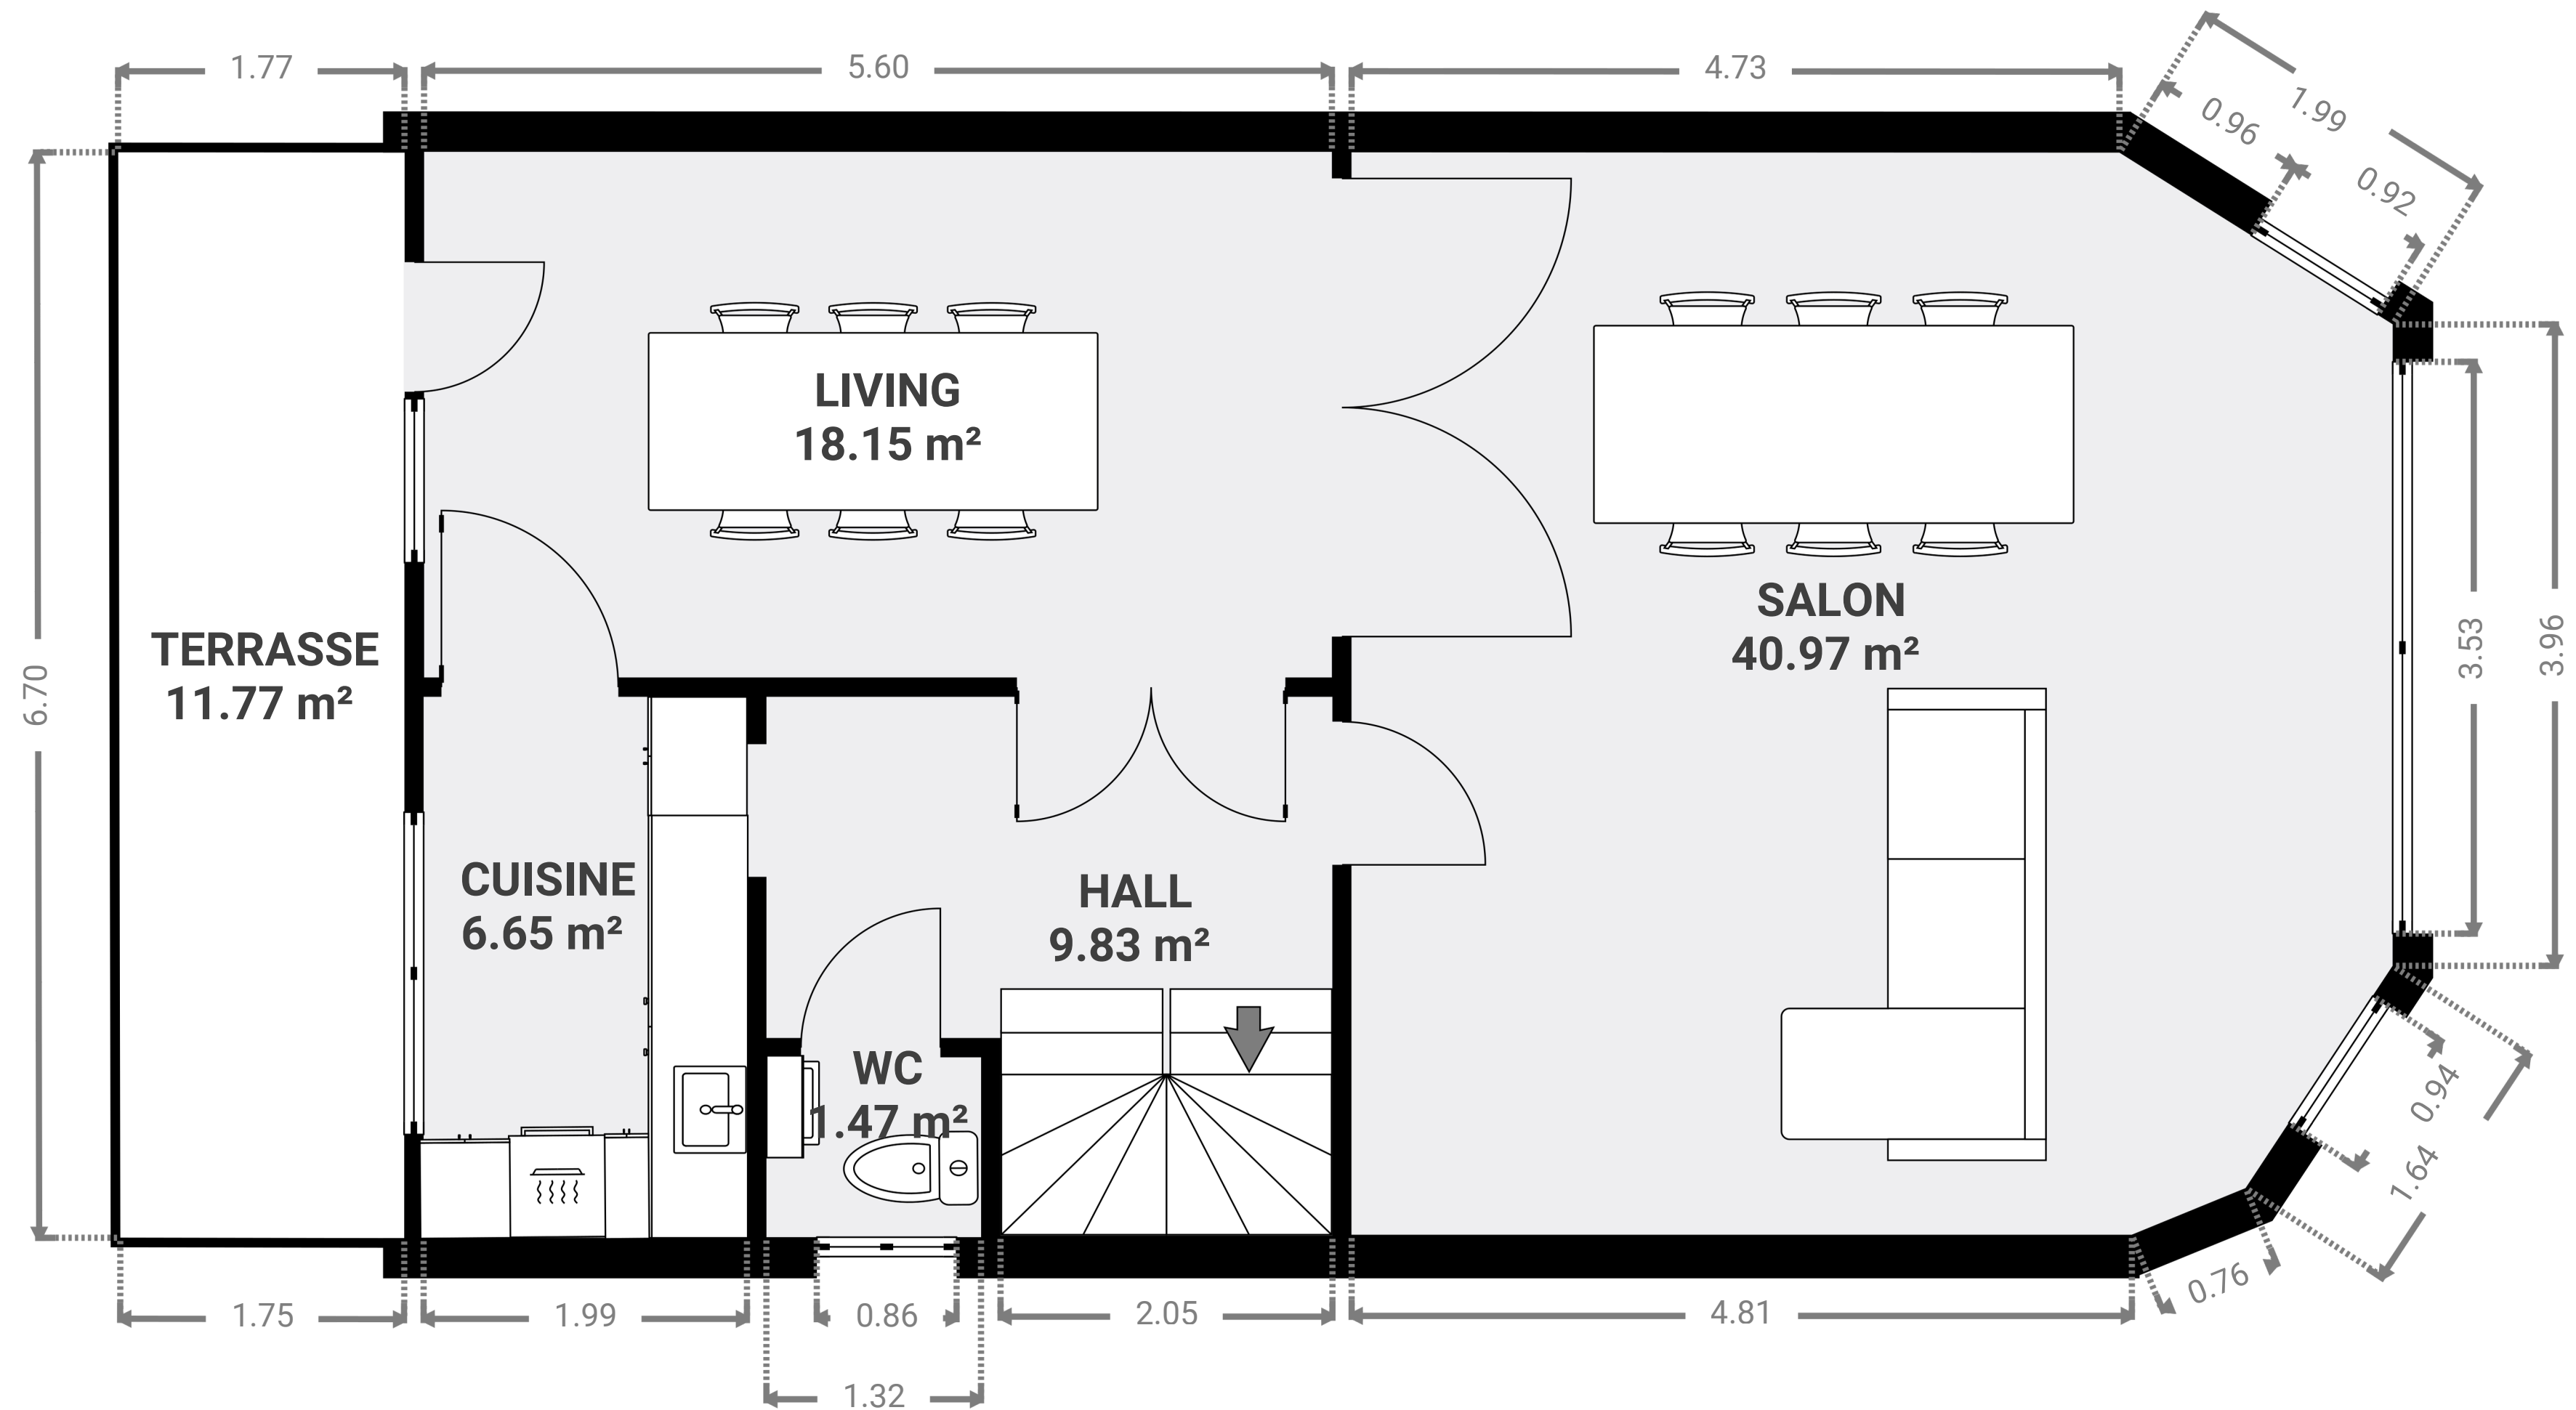 1.77
5.60
4.73
1.99
0.96
0.92
LIVING
18.15 m²
SALON
40.97 m²
TERRASSE
11.77 m²
6.70
3.53
3.96
CUISINE
6.65 m²
HALL
9.83 m²
WC
1.47 m²
0.94
1.64
0.76
1.75
1.99
0.86
2.05
4.81
1.32